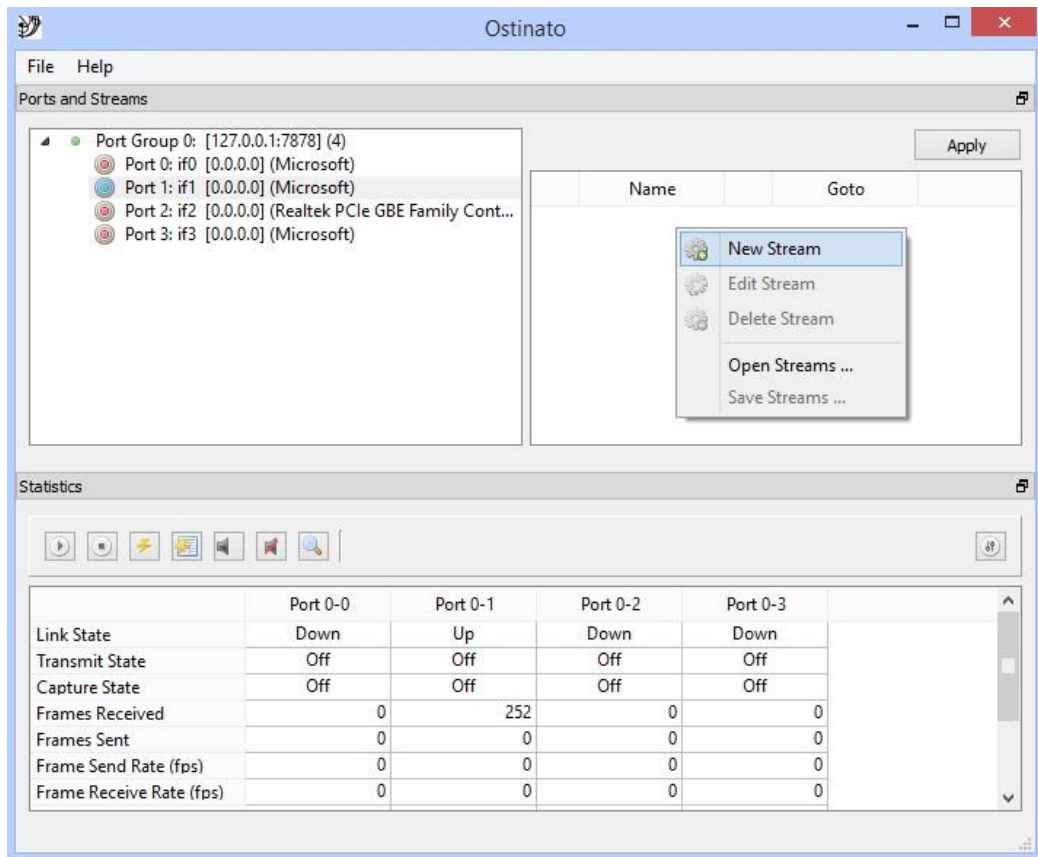 Ostinato
File Help
Ports and Streams
Port Group 0: [127.0.0.1:7878] (4)
Port 0: if0 [0.0.0.0] (Microsoft)
Port 1: if1 [0.0.0.0] (Microsoft)
Port 2: if2 [0.0.0.0] (Realtek PCIe GBE Family Cont...
Port 3: if3 [0.0.0.0] (Microsoft)
Apply
Name Goto
New Stream
Edit Stream
Delete Stream
Open Streams ...
Save Streams ...
Statistics
Port 0-0 Port 0-1 Port 0-2 Port 0-3
Link State Down Up Down Down
Transmit State Off Off Off Off
Capture State Off Off Off Off
Frames Received 0 252 0 0
Frames Sent 0 0 0 0
Frame Send Rate (fps) 0 0 0 0
Frame Receive Rate (fps) 0 0 0 0